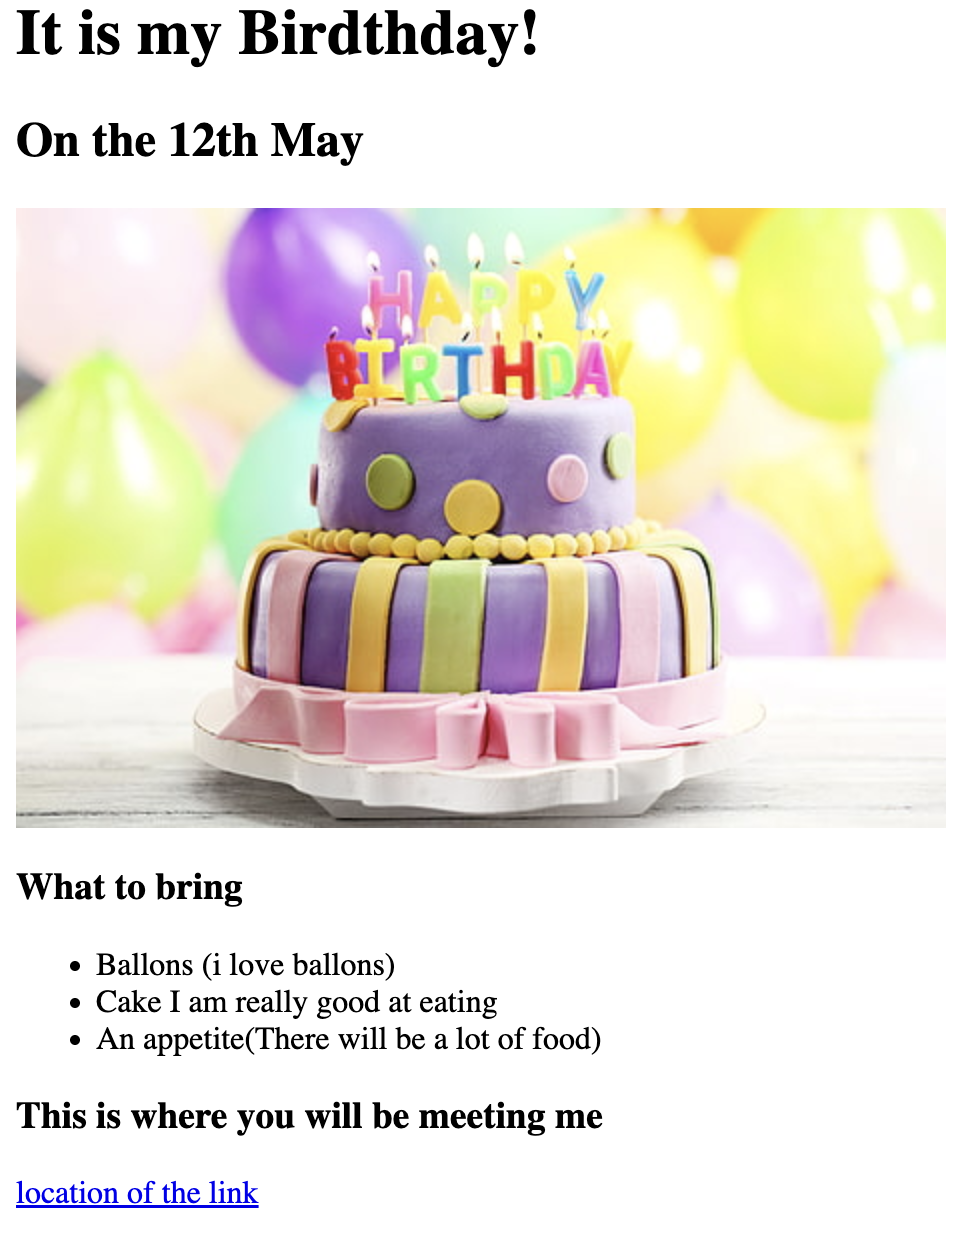 It is my Birdthday!
On the 12th May
HAPPY
BIRTHDAY
What to bring
Ballons (i love ballons)
Cake I am really good at eating
An appetite(There will be a lot of food)
This is where you will be meeting me
location of the link